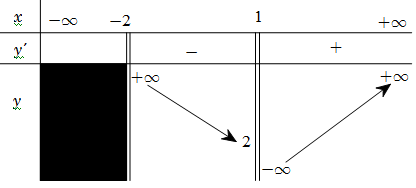 x −∞ −2 1 +∞
y′ − +
+∞ +∞
y
2
−∞